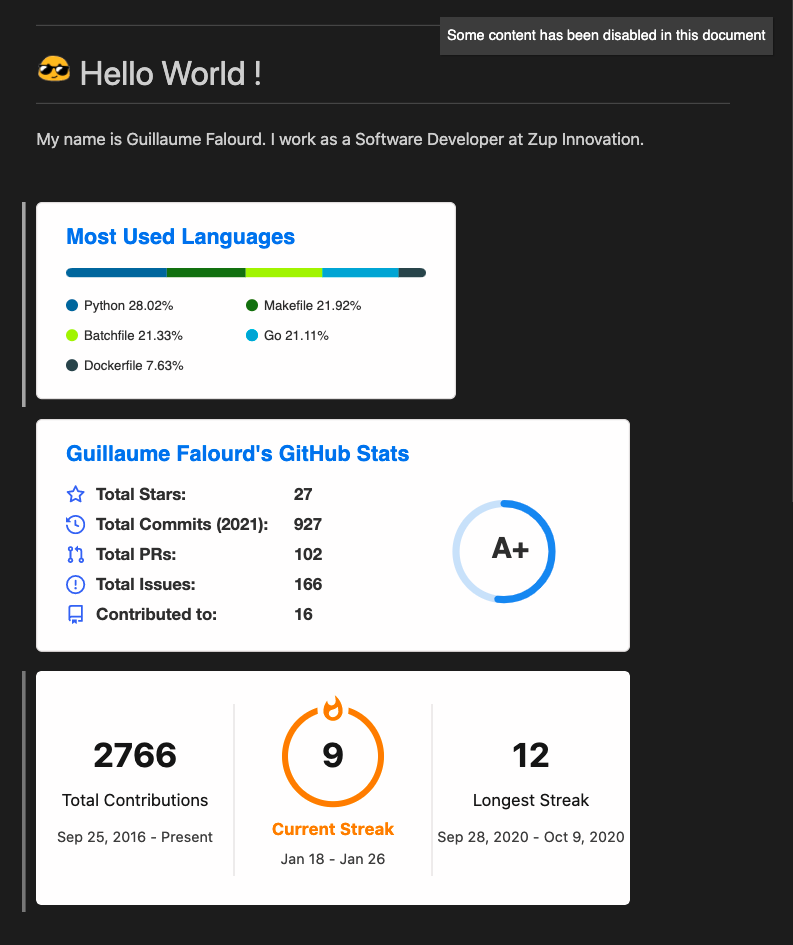 Some content has been disabled in this document
😎 Hello World !
My name is Guillaume Falourd. I work as a Software Developer at Zup Innovation.
Most Used Languages
Python 28.02% Makefile 21.92%
Batchfile 21.33% Go 21.11%
Dockerfile 7.63%
Guillaume Falourd's GitHub Stats
Total Stars: 27
Total Commits (2021): 927
Total PRs: 102
Total Issues: 166
Contributed to: 16
A+
2766
Total Contributions
Sep 25, 2016 - Present
9
Current Streak
Jan 18 - Jan 26
12
Longest Streak
Sep 28, 2020 - Oct 9, 2020